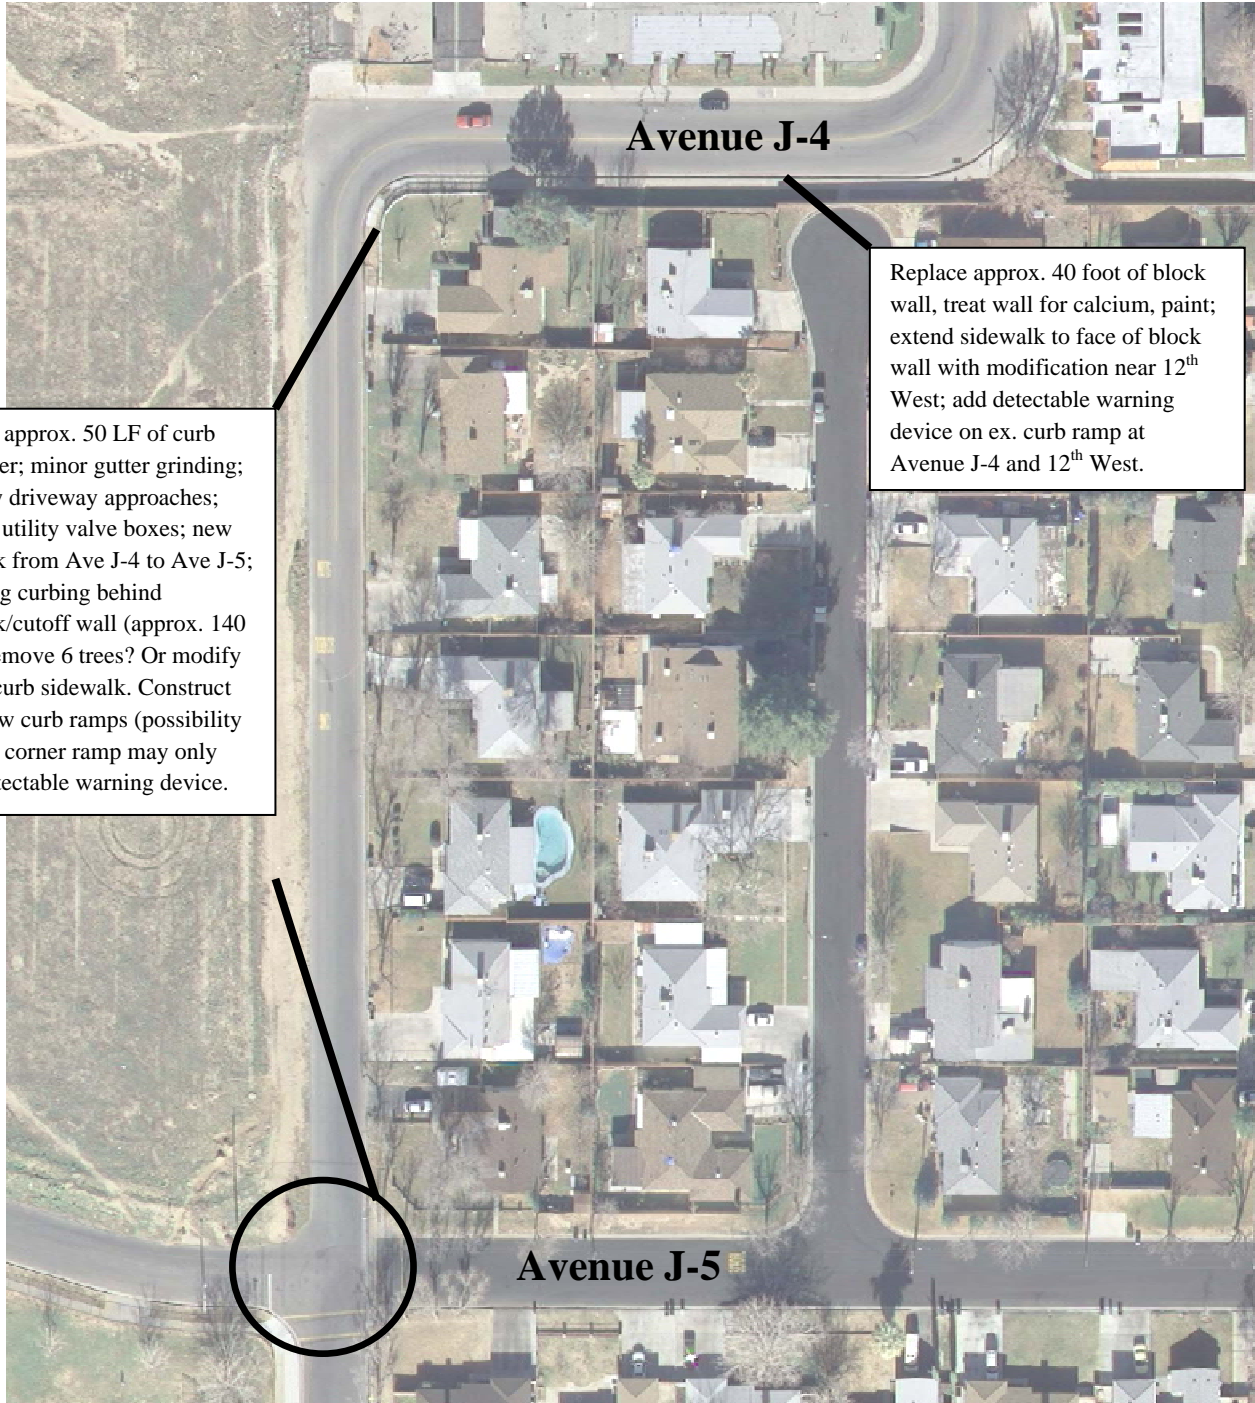 Avenue J-4
Replace approx. 40 foot of block
wall, treat wall for calcium, paint;
extend sidewalk to face of block
wall with modification near 12th
West; add detectable warning
device on ex. curb ramp at
Avenue J-4 and 12th West.
approx. 50 LF of curb
er; minor gutter grinding;
driveway approaches;
utility valve boxes; new
k from Ave J-4 to Ave J-5;
g curbing behind
k/cutoff wall (approx. 140
emove 6 trees? Or modify
curb sidewalk. Construct
w curb ramps (possibility
corner ramp may only
tectable warning device.
Avenue J-5